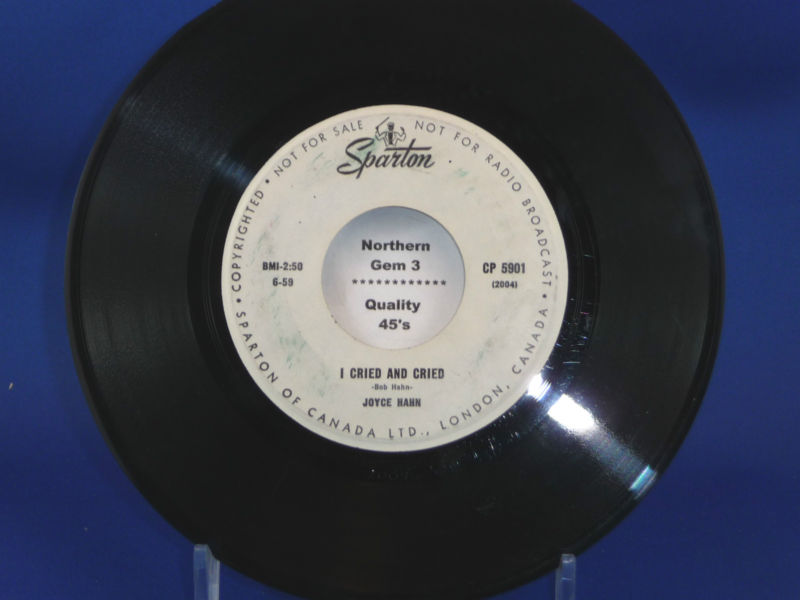 • COPYRIGHTED • NOT FOR SALE
NOT FOR RADIO BROADCAST •
Sparton
Northern
Gem 3
************
Quality
45's
BMI-2:50
6-59
CP 5901
(2004)
I CRIED AND CRIED
-Bob Hahn-
JOYCE HAHN
SPARTON OF CANADA LTD., LONDON, CANADA